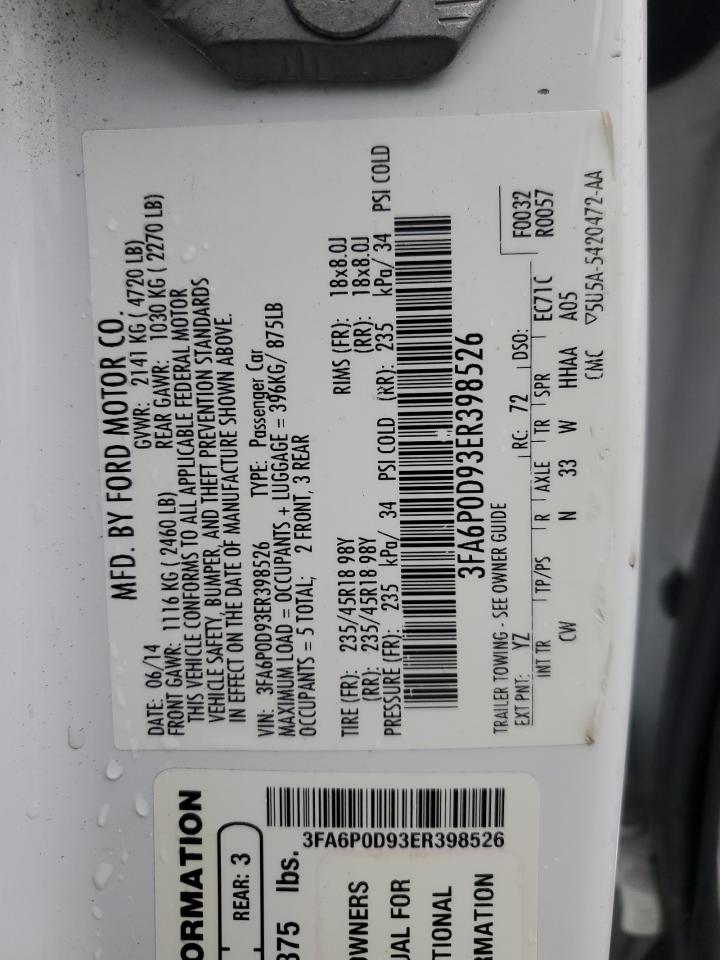 MFD. BY FORD MOTOR CO.
DATE: 06/14 GVWR: 2141 KG ( 4720 LB)
FRONT GAWR: 1116 KG ( 2460 LB) REAR GAWR: 1030 KG ( 2270 LB)
THIS VEHICLE CONFORMS TO ALL APPLICABLE FEDERAL MOTOR
VEHICLE SAFETY, BUMPER, AND THEFT PREVENTION STANDARDS
IN EFFECT ON THE DATE OF MANUFACTURE SHOWN ABOVE.
VIN: 3FA6P0D93ER398526 TYPE: Passenger Car
MAXIMUM LOAD = OCCUPANTS + LUGGAGE = 396KG/ 875LB
OCCUPANTS = 5 TOTAL; 2 FRONT, 3 REAR
TIRE (FR): 235/45R18 98Y RIMS (FR): 18x8.0J
(RR): 235/45R18 98Y (RR): 18x8.0J
PRESSURE (FR): 235 kPa/ 34 PSI COLD (RR): 235 kPa/ 34 PSI COLD
3FA6P0D93ER398526
TRAILER TOWING - SEE OWNER GUIDE F0032
EXT PNT: YZ RC: 72 DSO: R0057
INT TR TP/PS R AXLE TR SPR EC71C
CW N 33 W HHAA A05
CMC ▽5U5A-5420472-AA
ORMATION
REAR: 3
875 lbs.
3FA6P0D93ER398526
OWNERS
UAL FOR
TIONAL
RMATION